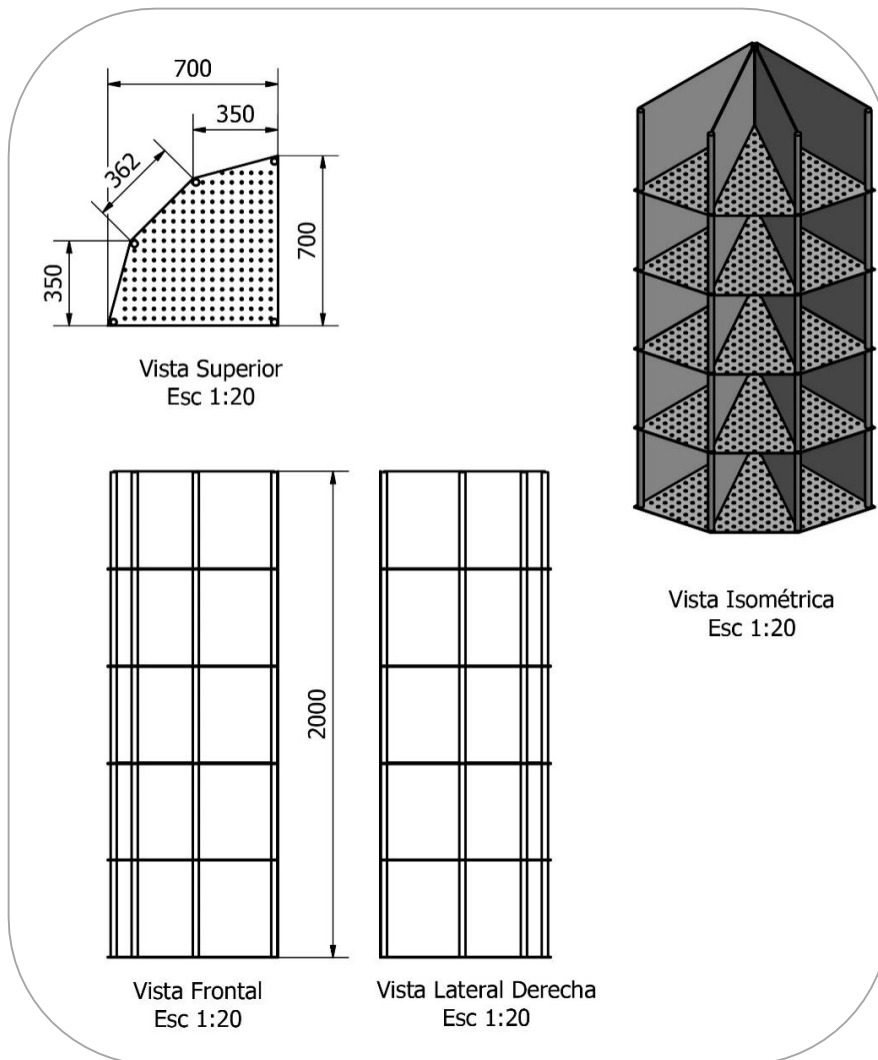 700
350
362
350
700
Vista Superior
Esc 1:20
2000
Vista Isométrica
Esc 1:20
Vista Frontal
Esc 1:20
Vista Lateral Derecha
Esc 1:20